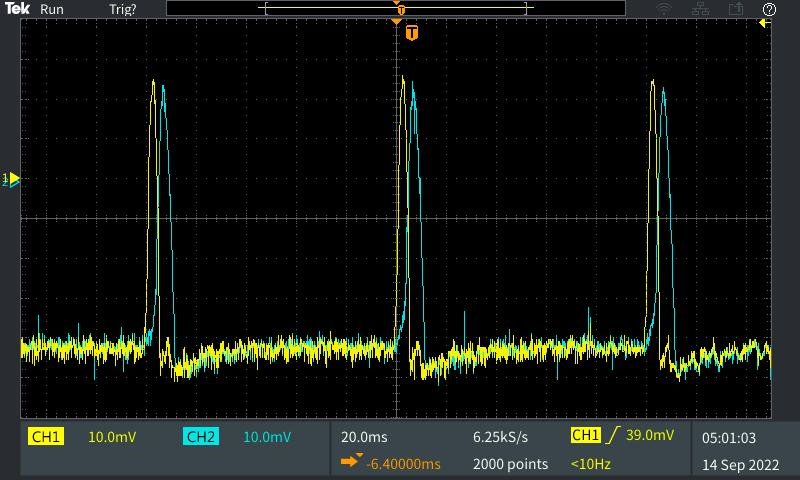 Tek Run Trig?
T
T
1
2
CH1 10.0mV CH2 10.0mV 20.0ms 6.25kS/s CH1 39.0mV 05:01:03
-6.40000ms 2000 points <10Hz 14 Sep 2022